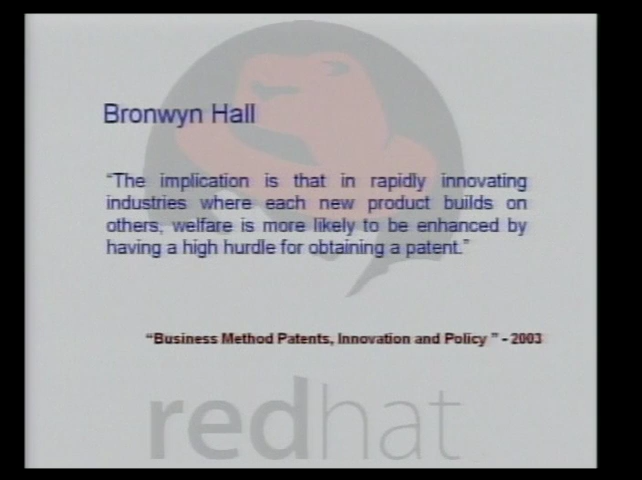 Bronwyn Hall
“The implication is that in rapidly innovating
industries where each new product builds on
others, welfare is more likely to be enhanced by
having a high hurdle for obtaining a patent.”
“Business Method Patents, Innovation and Policy ” - 2003
redhat